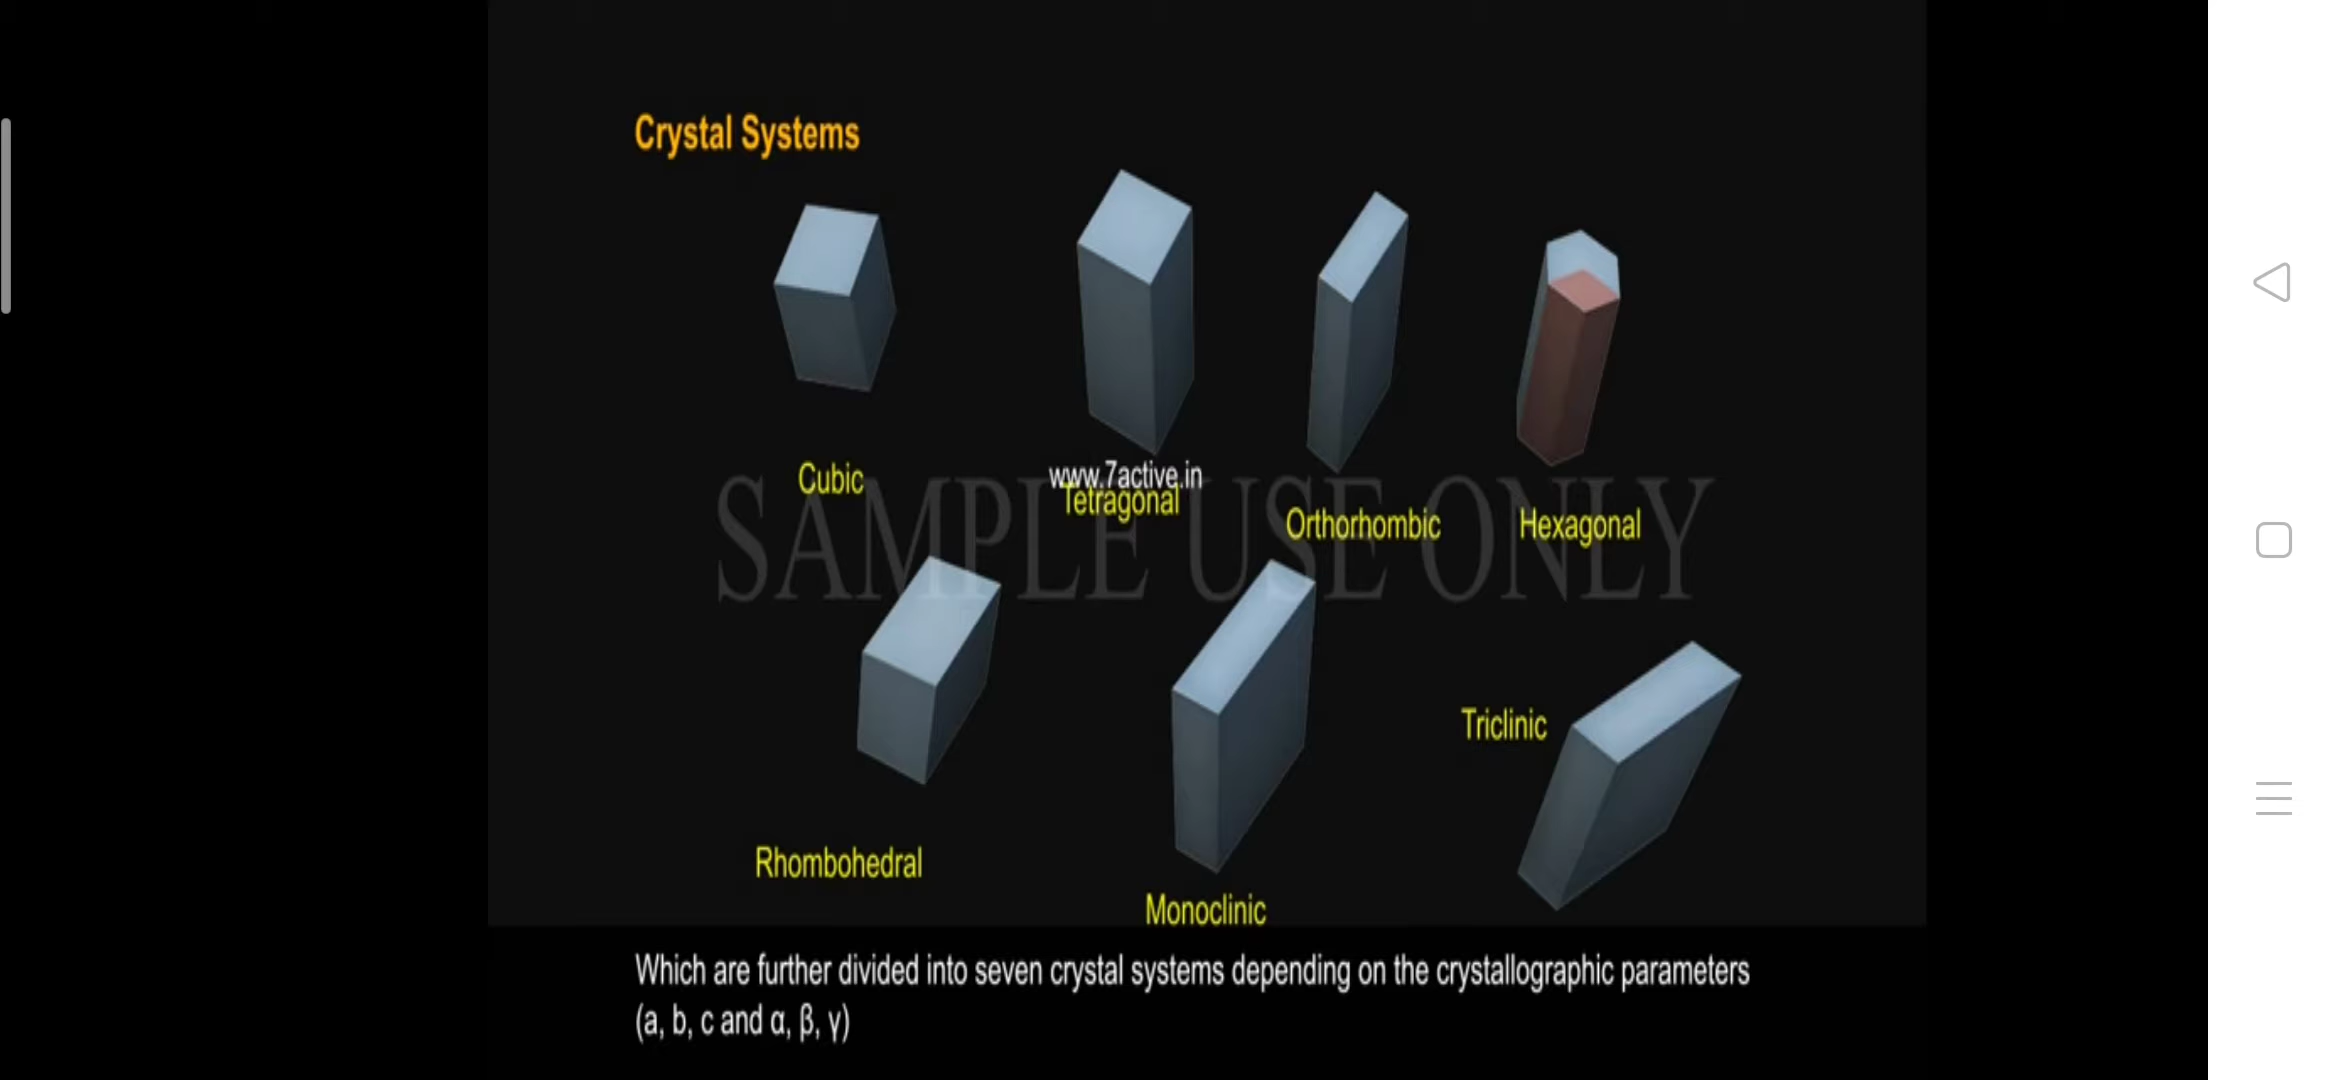 Crystal Systems
Cubic
www.7active.in
Tetragonal
Orthorhombic
Hexagonal
SAMPLE USE ONLY
Triclinic
Rhombohedral
Monoclinic
Which are further divided into seven crystal systems depending on the crystallographic parameters
(a, b, c and α, β, γ)